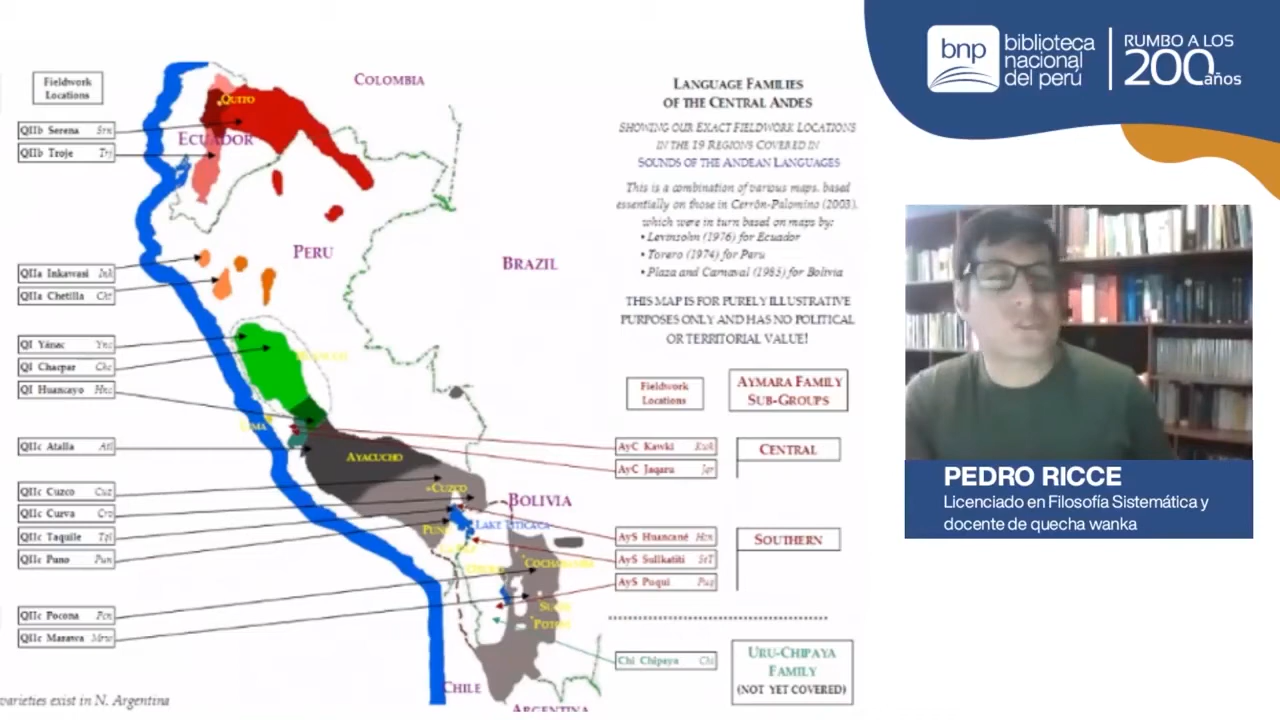 bnp
biblioteca
nacional
del perú
RUMBO A LOS
200 años
Fieldwork
Locations
QIIb Serena Srn
QIIb Troje Trj
QIIa Inkawasi Ink
QIIa Chetilla Cht
QI Yánac Ync
QI Chacpar Chc
QI Huancayo Hnc
QIIc Atalla Atl
QIIc Cuzco Cuz
QIIc Curva Crv
QIIc Taquile Tql
QIIc Puno Pun
QIIc Pocona Pcn
QIIc Marawa Mrw
varieties exist in N. Argentina
COLOMBIA
QUITO
ECUADOR
PERU
BRAZIL
AYACUCHO
CUZCO
BOLIVIA
LAKE TITICACA
COCHABAMBA
CHILE
ARGENTINA
LANGUAGE FAMILIES
OF THE CENTRAL ANDES
SHOWING OUR EXACT FIELDWORK LOCATIONS
IN THE 19 REGIONS COVERED IN
SOUNDS OF THE ANDEAN LANGUAGES
This is a combination of various maps, based
essentially on those in Cerrón-Palomino (2003),
which were in turn based on maps by:
• Levinsohn (1976) for Ecuador
• Torero (1974) for Peru
• Plaza and Carvajal (1985) for Bolivia
THIS MAP IS FOR PURELY ILLUSTRATIVE
PURPOSES ONLY AND HAS NO POLITICAL
OR TERRITORIAL VALUE!
Fieldwork
Locations
AYMARA FAMILY
SUB-GROUPS
AyC Kawki Kwk
AyC Jaqaru Jqr
CENTRAL
AyS Huancané Hcn
AyS Sullkatiti SkT
AyS Poqui Puq
SOUTHERN
Chi Chipaya Chi
URU-CHIPAYA
FAMILY
(NOT YET COVERED)
PEDRO RICCE
Licenciado en Filosofía Sistemática y
docente de quecha wanka